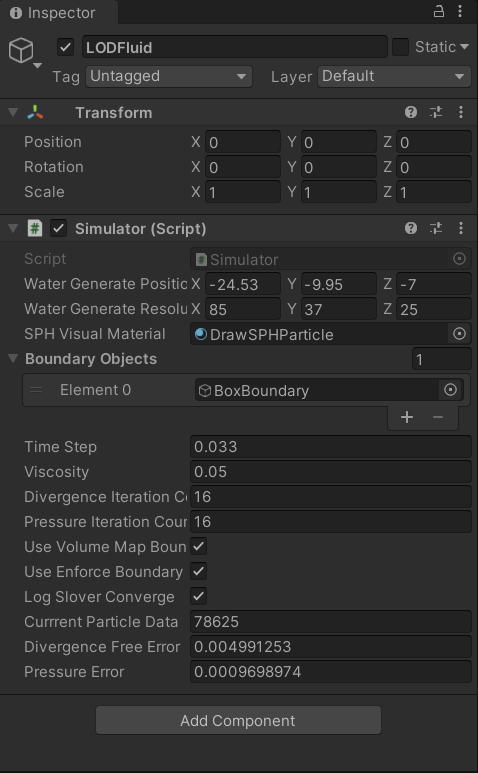 Inspector
LODFluid Static
Tag Untagged Layer Default
Transform
Position X 0 Y 0 Z 0
Rotation X 0 Y 0 Z 0
Scale X 1 Y 1 Z 1
# Simulator (Script)
Script # Simulator
Water Generate Positic X -24.53 Y -9.95 Z -7
Water Generate Resolu X 85 Y 37 Z 25
SPH Visual Material DrawSPHParticle
Boundary Objects 1
Element 0 BoxBoundary
+ −
Time Step 0.033
Viscosity 0.05
Divergence Iteration Co 16
Pressure Iteration Cour 16
Use Volume Map Boun
Use Enforce Boundary
Log Slover Converge
Currrent Particle Data 78625
Divergence Free Error 0.004991253
Pressure Error 0.0009698974
Add Component